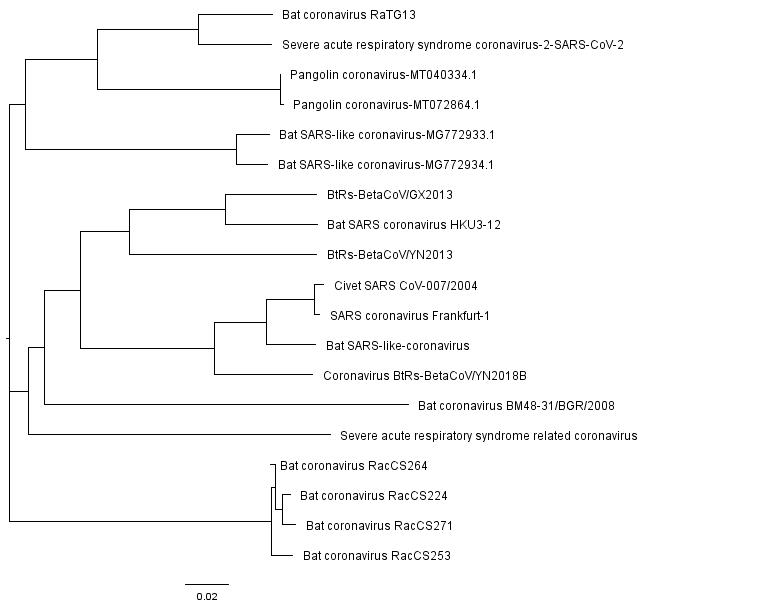 Bat coronavirus RaTG13
Severe acute respiratory syndrome coronavirus-2-SARS-CoV-2
Pangolin coronavirus-MT040334.1
Pangolin coronavirus-MT072864.1
Bat SARS-like coronavirus-MG772933.1
Bat SARS-like coronavirus-MG772934.1
BtRs-BetaCoV/GX2013
Bat SARS coronavirus HKU3-12
BtRs-BetaCoV/YN2013
Civet SARS CoV-007/2004
SARS coronavirus Frankfurt-1
Bat SARS-like-coronavirus
Coronavirus BtRs-BetaCoV/YN2018B
Bat coronavirus BM48-31/BGR/2008
Severe acute respiratory syndrome related coronavirus
Bat coronavirus RacCS264
Bat coronavirus RacCS224
Bat coronavirus RacCS271
Bat coronavirus RacCS253
0.02